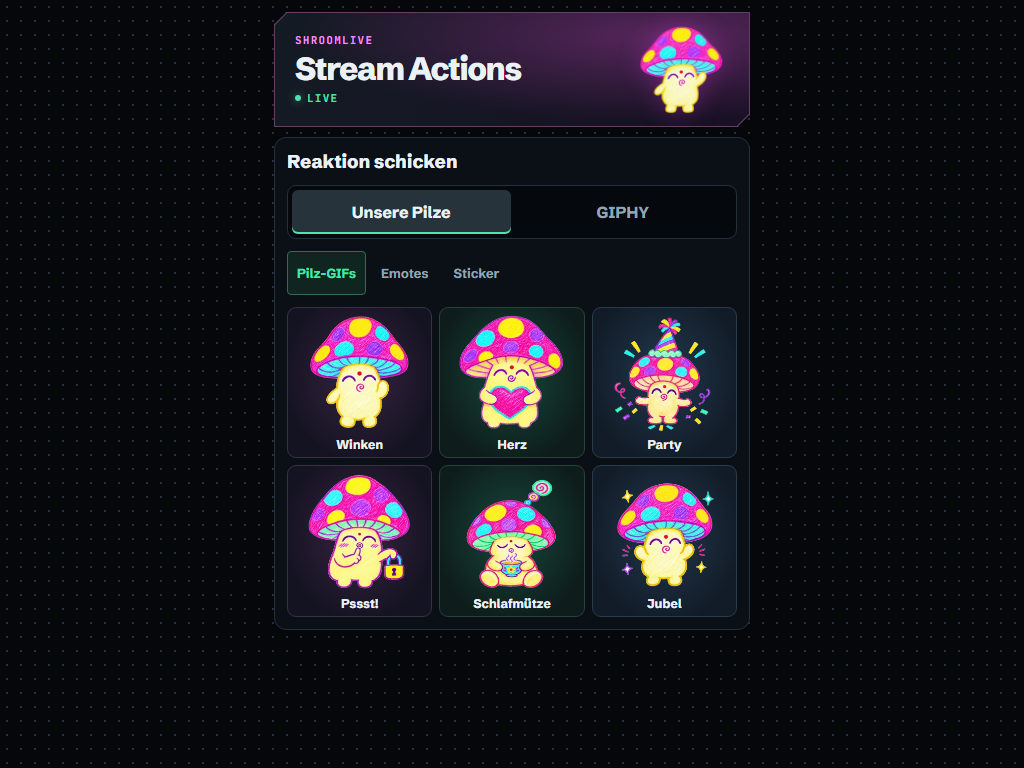 SHROOMLIVE
Stream Actions
LIVE
Reaktion schicken
Unsere Pilze GIPHY
Pilz-GIFs Emotes Sticker
Winken Herz Party
Pssst! Schlafmütze Jubel